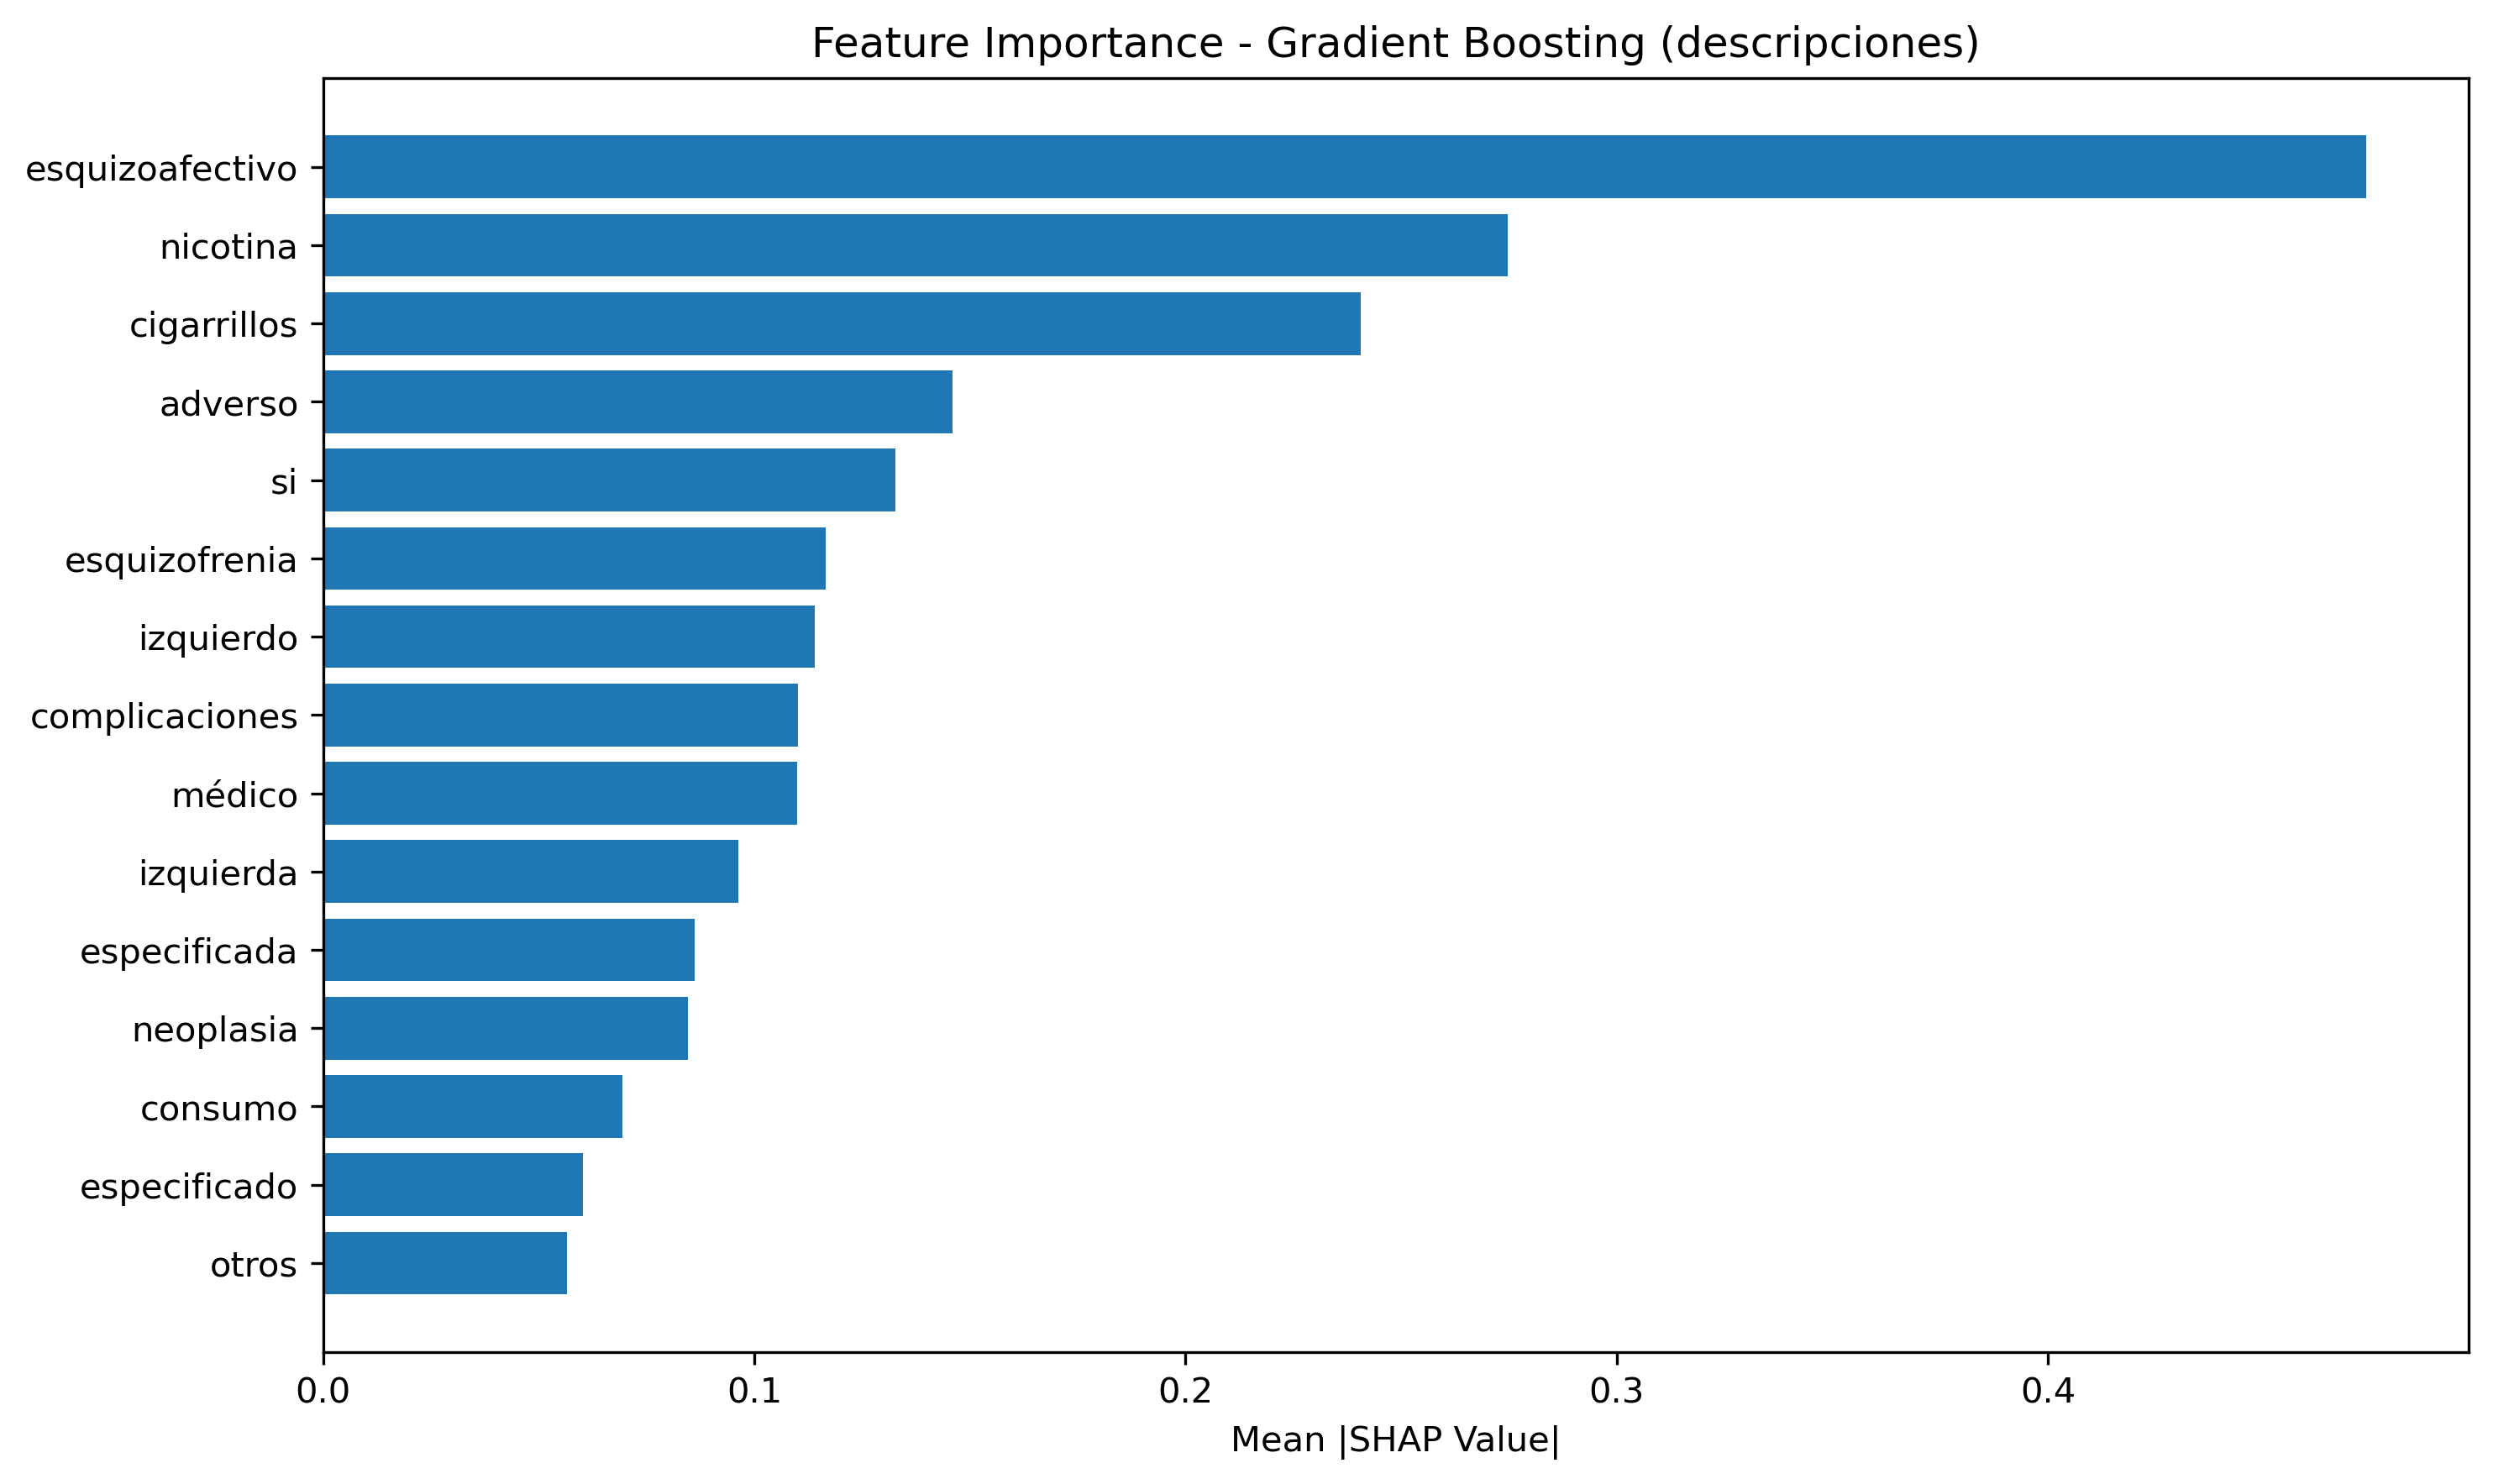 Feature Importance - Gradient Boosting (descripciones)
esquizoafectivo
nicotina
cigarrillos
adverso
si
esquizofrenia
izquierdo
complicaciones
médico
izquierda
especificada
neoplasia
consumo
especificado
otros
0.0 0.1 0.2 0.3 0.4
Mean |SHAP Value|